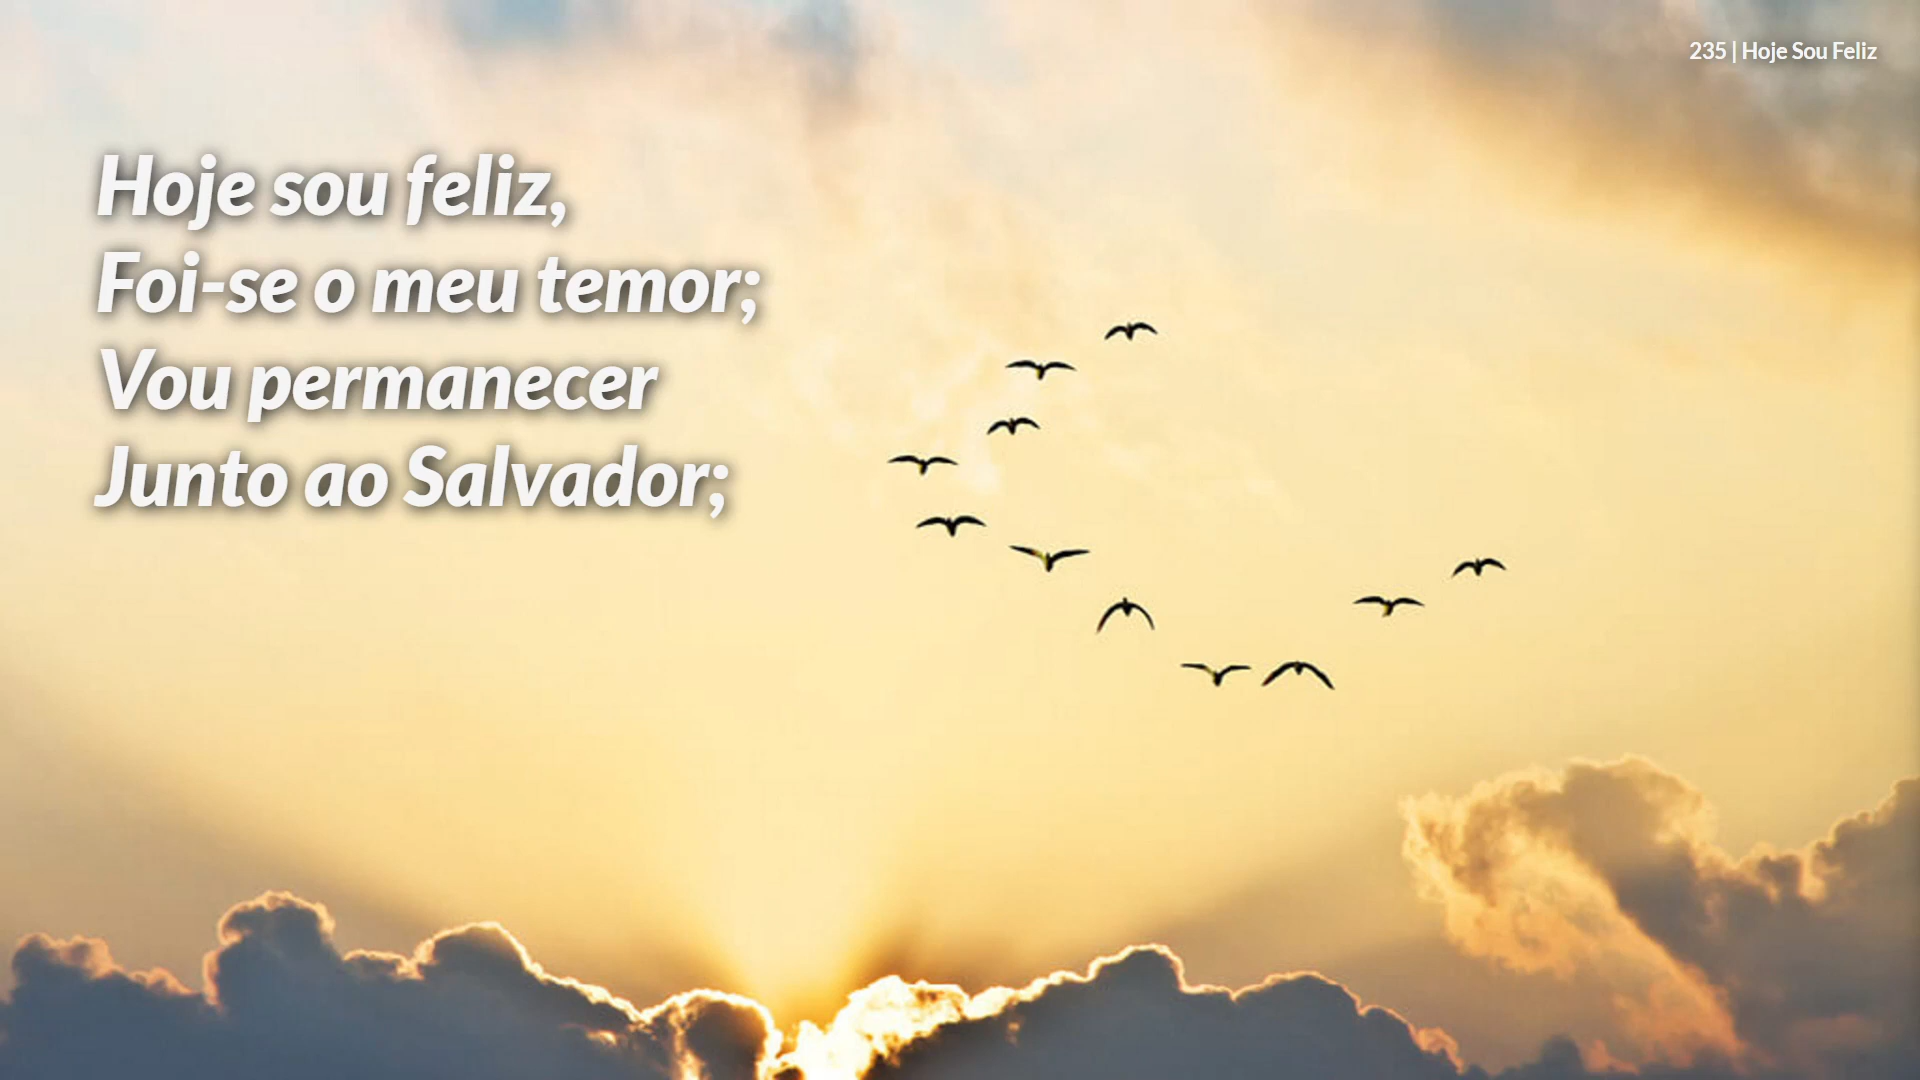 235 | Hoje Sou Feliz
Hoje sou feliz,
Foi-se o meu temor;
Vou permanecer
Junto ao Salvador;